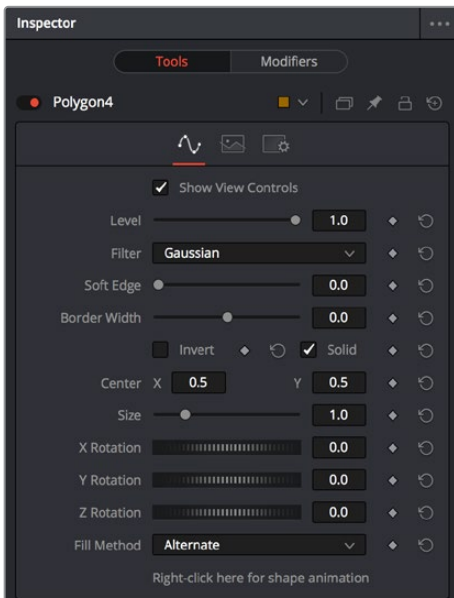 Inspector
Tools Modifiers
Polygon4
Show View Controls
Level 1.0
Filter Gaussian
Soft Edge 0.0
Border Width 0.0
Invert Solid
Center X 0.5 Y 0.5
Size 1.0
X Rotation 0.0
Y Rotation 0.0
Z Rotation 0.0
Fill Method Alternate
Right-click here for shape animation